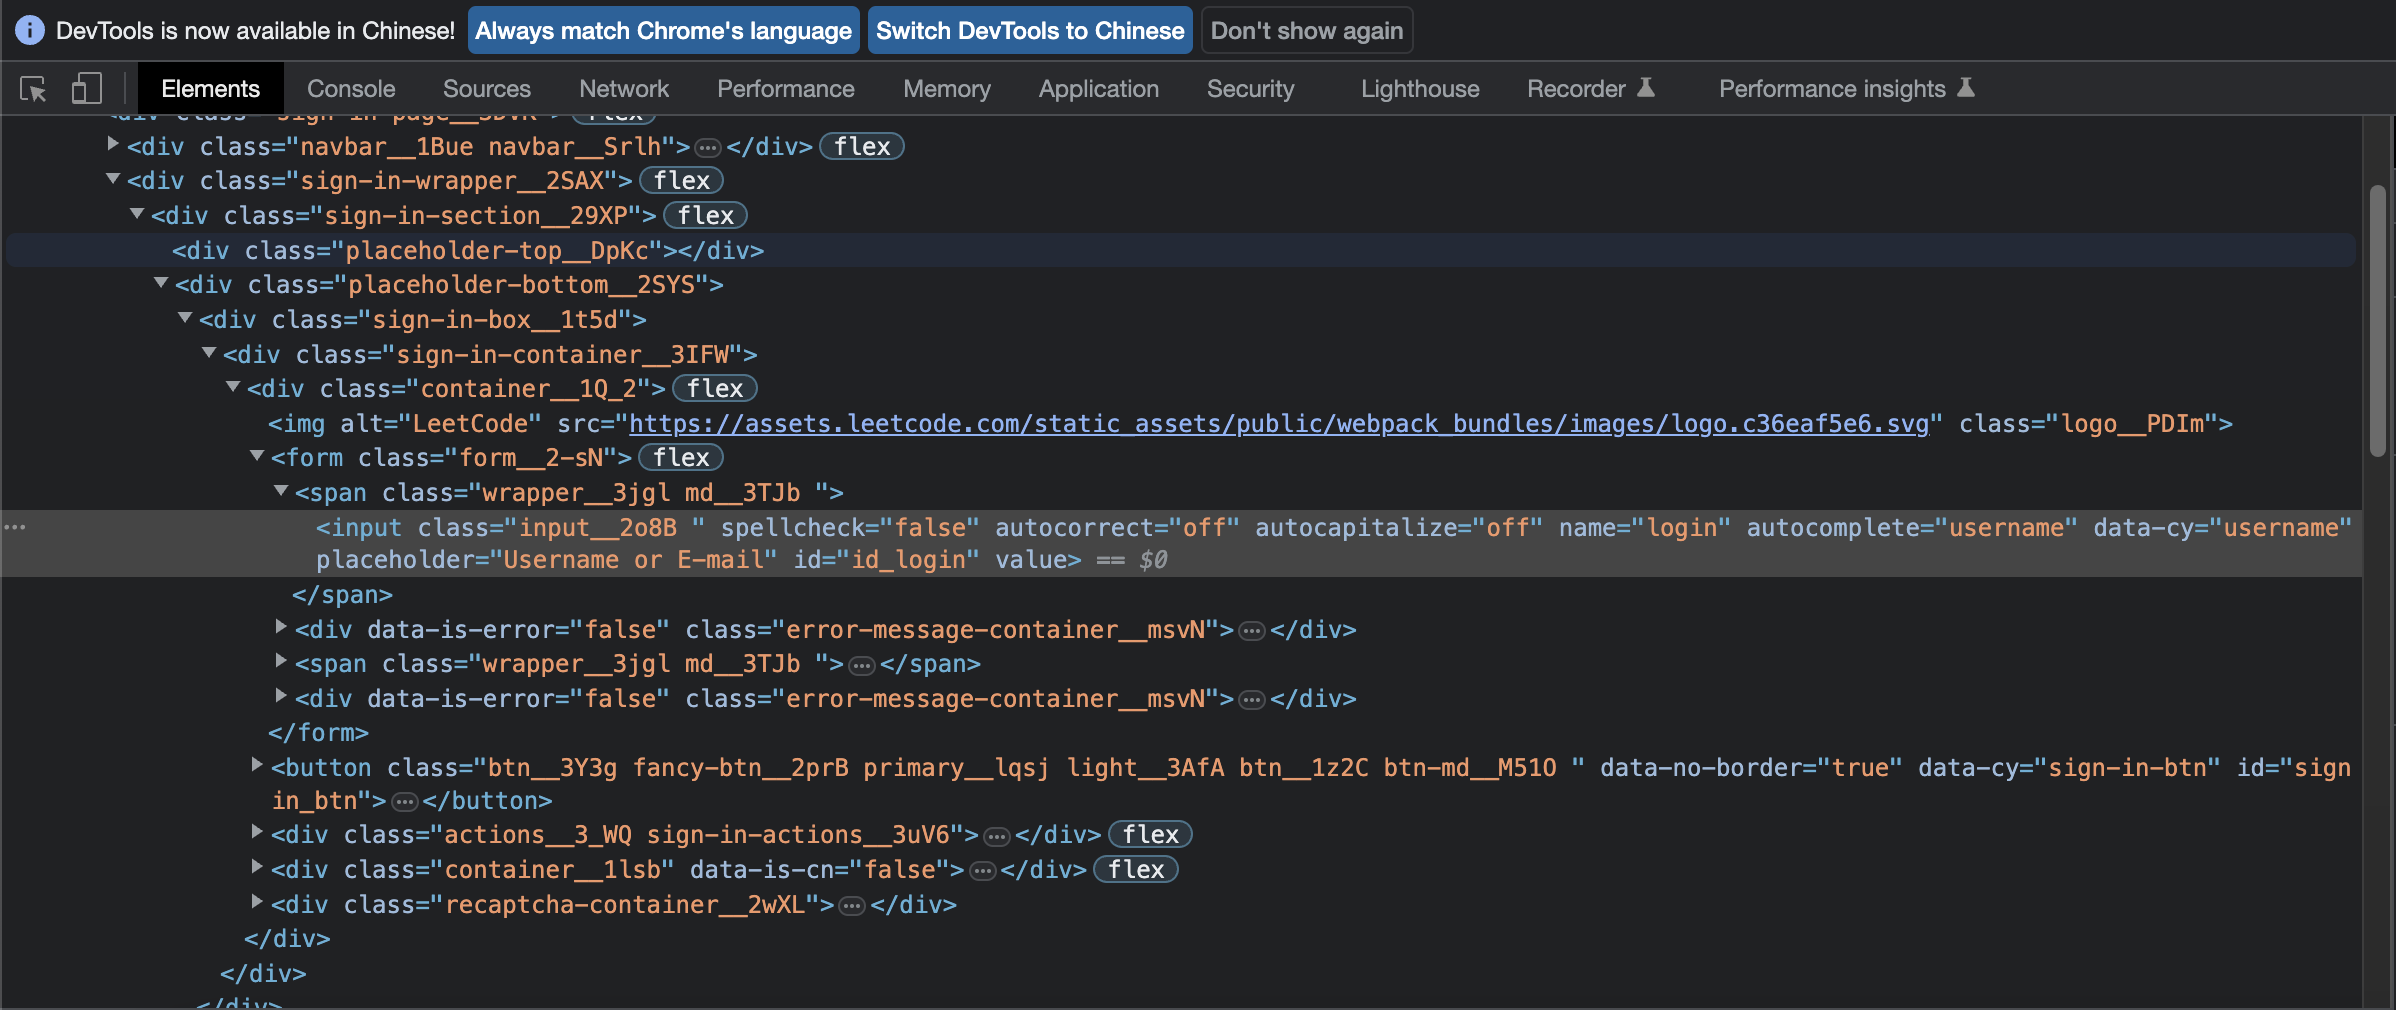 DevTools is now available in Chinese! Always match Chrome's language Switch DevTools to Chinese Don't show again
Elements Console Sources Network Performance Memory Application Security Lighthouse Recorder Performance insights
<div class="sign-in-page__3DVK"> flex
<div class="navbar__1Bue navbar__Srlh">…</div> flex
<div class="sign-in-wrapper__2SAX"> flex
<div class="sign-in-section__29XP"> flex
<div class="placeholder-top__DpKc"></div>
<div class="placeholder-bottom__2SYS">
<div class="sign-in-box__1t5d">
<div class="sign-in-container__3IFW">
<div class="container__1Q_2"> flex
<img alt="LeetCode" src="https://assets.leetcode.com/static_assets/public/webpack_bundles/images/logo.c36eaf5e6.svg" class="logo__PDIm">
<form class="form__2-sN"> flex
<span class="wrapper__3jgl md__3TJb ">
<input class="input__2o8B " spellcheck="false" autocorrect="off" autocapitalize="off" name="login" autocomplete="username" data-cy="username"
placeholder="Username or E-mail" id="id_login" value> == $0
</span>
<div data-is-error="false" class="error-message-container__msvN">…</div>
<span class="wrapper__3jgl md__3TJb ">…</span>
<div data-is-error="false" class="error-message-container__msvN">…</div>
</form>
<button class="btn__3Y3g fancy-btn__2prB primary__lqsj light__3AfA btn__1z2C btn-md__M51O " data-no-border="true" data-cy="sign-in-btn" id="sign
in_btn">…</button>
<div class="actions__3_WQ sign-in-actions__3uV6">…</div> flex
<div class="container__1lsb" data-is-cn="false">…</div> flex
<div class="recaptcha-container__2wXL">…</div>
</div>
</div>
</div>